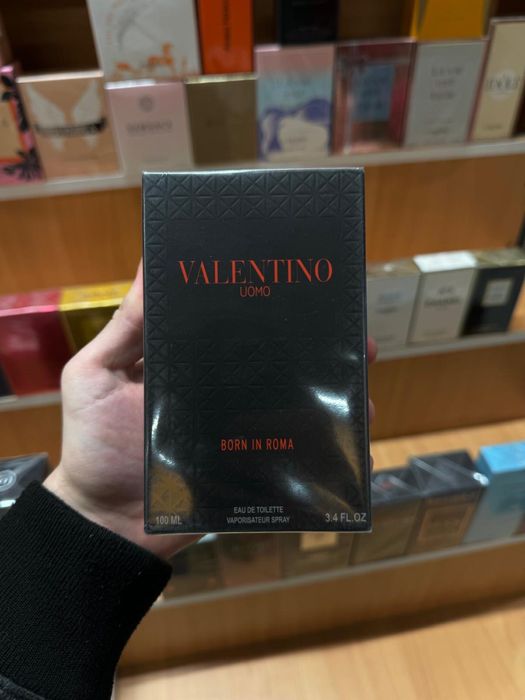 VALENTINO
UOMO
BORN IN ROMA
EAU DE TOILETTE
VAPORISATEUR SPRAY
100 ML
3.4 FL.OZ